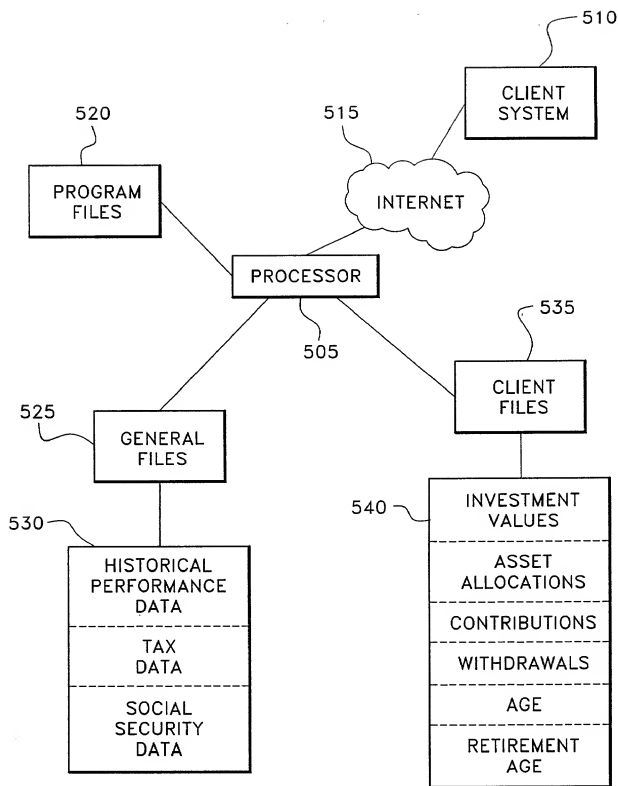 510
CLIENT
SYSTEM
520
515
PROGRAM
FILES
INTERNET
PROCESSOR
505
535
CLIENT
FILES
525
GENERAL
FILES
530
HISTORICAL
PERFORMANCE
DATA
TAX
DATA
SOCIAL
SECURITY
DATA
540
INVESTMENT
VALUES
ASSET
ALLOCATIONS
CONTRIBUTIONS
WITHDRAWALS
AGE
RETIREMENT
AGE